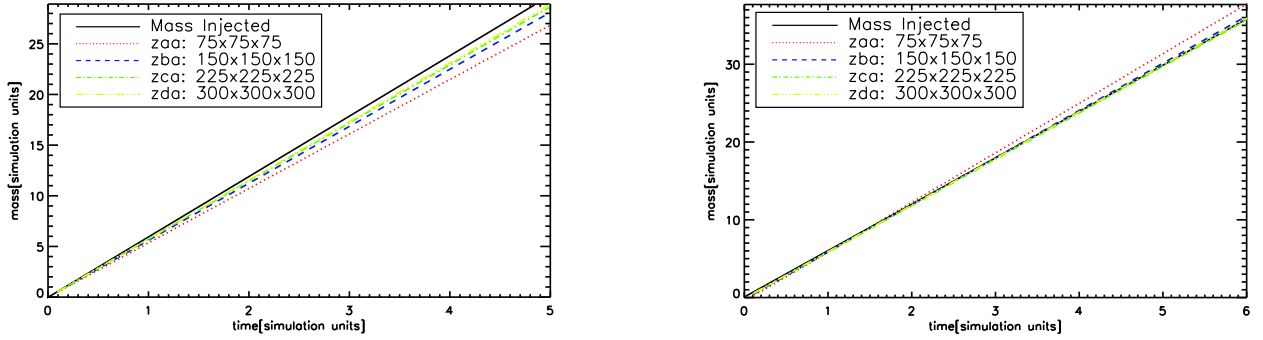 Mass Injected
zaa: 75x75x75
zba: 150x150x150
zca: 225x225x225
zda: 300x300x300
25
20
15
10
5
0
0 1 2 3 4 5
mass[simulation units]
time[simulation units]
Mass Injected
zaa: 75x75x75
zba: 150x150x150
zca: 225x225x225
zda: 300x300x300
30
20
10
0
0 1 2 3 4 5 6
mass[simulation units]
time[simulation units]